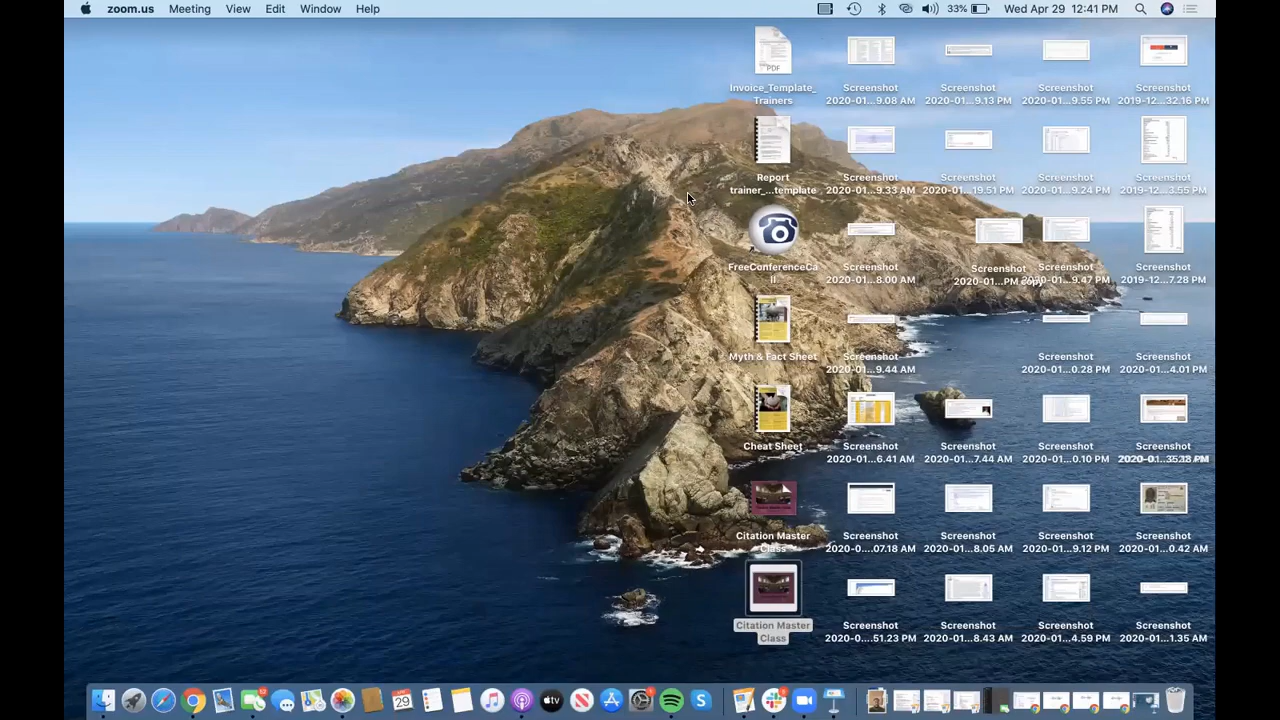 zoom.us Meeting View Edit Window Help 33% Wed Apr 29 12:41 PM
PDF
Invoice_Template_
Trainers
Screenshot
2020-01...9.08 AM
Screenshot
2020-01...9.13 PM
Screenshot
2020-01...9.55 PM
Screenshot
2019-12...32.16 PM
Report
trainer_...template
Screenshot
2020-01...9.33 AM
Screenshot
2020-01...19.51 PM
Screenshot
2020-01...9.24 PM
Screenshot
2019-12...3.55 PM
FreeConferenceCa
ll.
Screenshot
2020-01...8.00 AM
Screenshot
2020-01...PM copy
Screenshot
2020-01...9.47 PM
Screenshot
2019-12...7.28 PM
Myth & Fact Sheet
Screenshot
2020-01...9.44 AM
Screenshot
2020-01...0.28 PM
Screenshot
2020-01...4.01 PM
Cheat Sheet
Screenshot
2020-01...6.41 AM
Screenshot
2020-01...7.44 AM
Screenshot
2020-01...0.10 PM
Screenshot
Citation Master
Class
Screenshot
2020-0....07.18 AM
Screenshot
2020-01...8.05 AM
Screenshot
2020-01...9.12 PM
Screenshot
2020-01...0.42 AM
Citation Master
Class
Screenshot
2020-0....51.23 PM
Screenshot
2020-01...8.43 AM
Screenshot
2020-01...4.59 PM
Screenshot
2020-01...1.35 AM
APR
29
tv